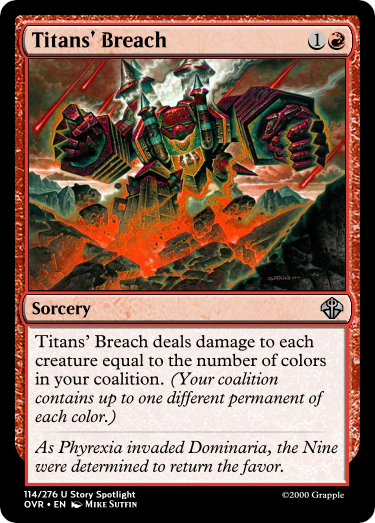 Titans' Breach 1
Sorcery
Titans' Breach deals damage to each
creature equal to the number of colors
in your coalition. (Your coalition
contains up to one different permanent of
each color.)
As Phyrexia invaded Dominaria, the Nine
were determined to return the favor.
114/276 U Story Spotlight
OVR • EN Mike Sutfin
©2000 Grapple